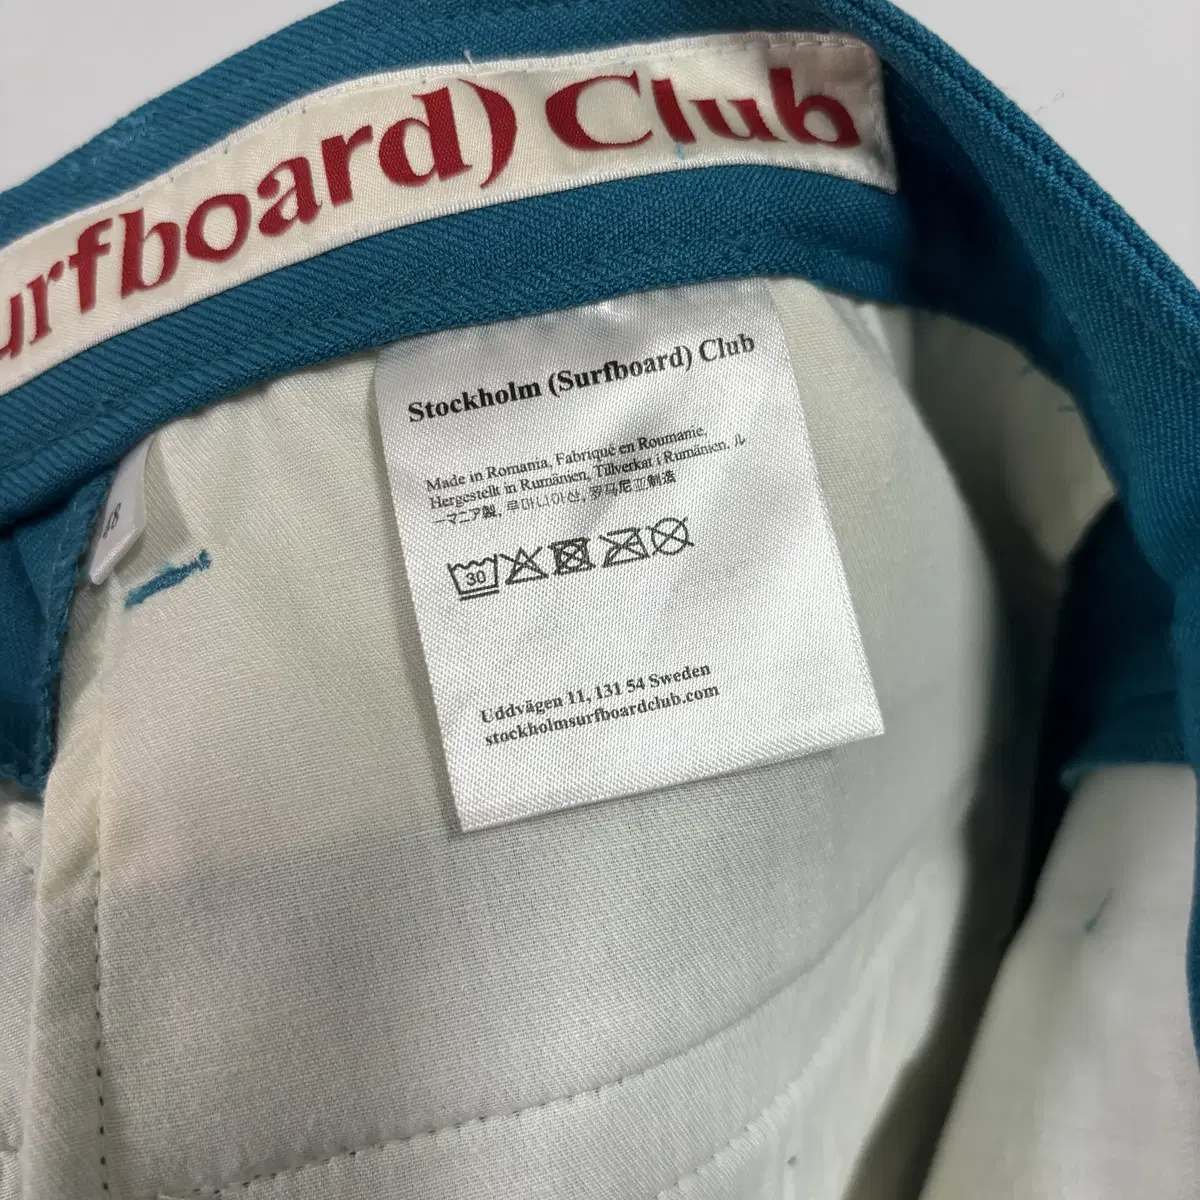 urfboard) Club
Stockholm (Surfboard) Club
Made in Romania, Fabriqué en Roumanie,
Hergestellt in Rumänien, Tillverkat i Rumänien, ル
ーマニア製, 루마니아산, 罗马尼亚制造
30
48
Uddvägen 11, 131 54 Sweden
stockholmsurfboardclub.com